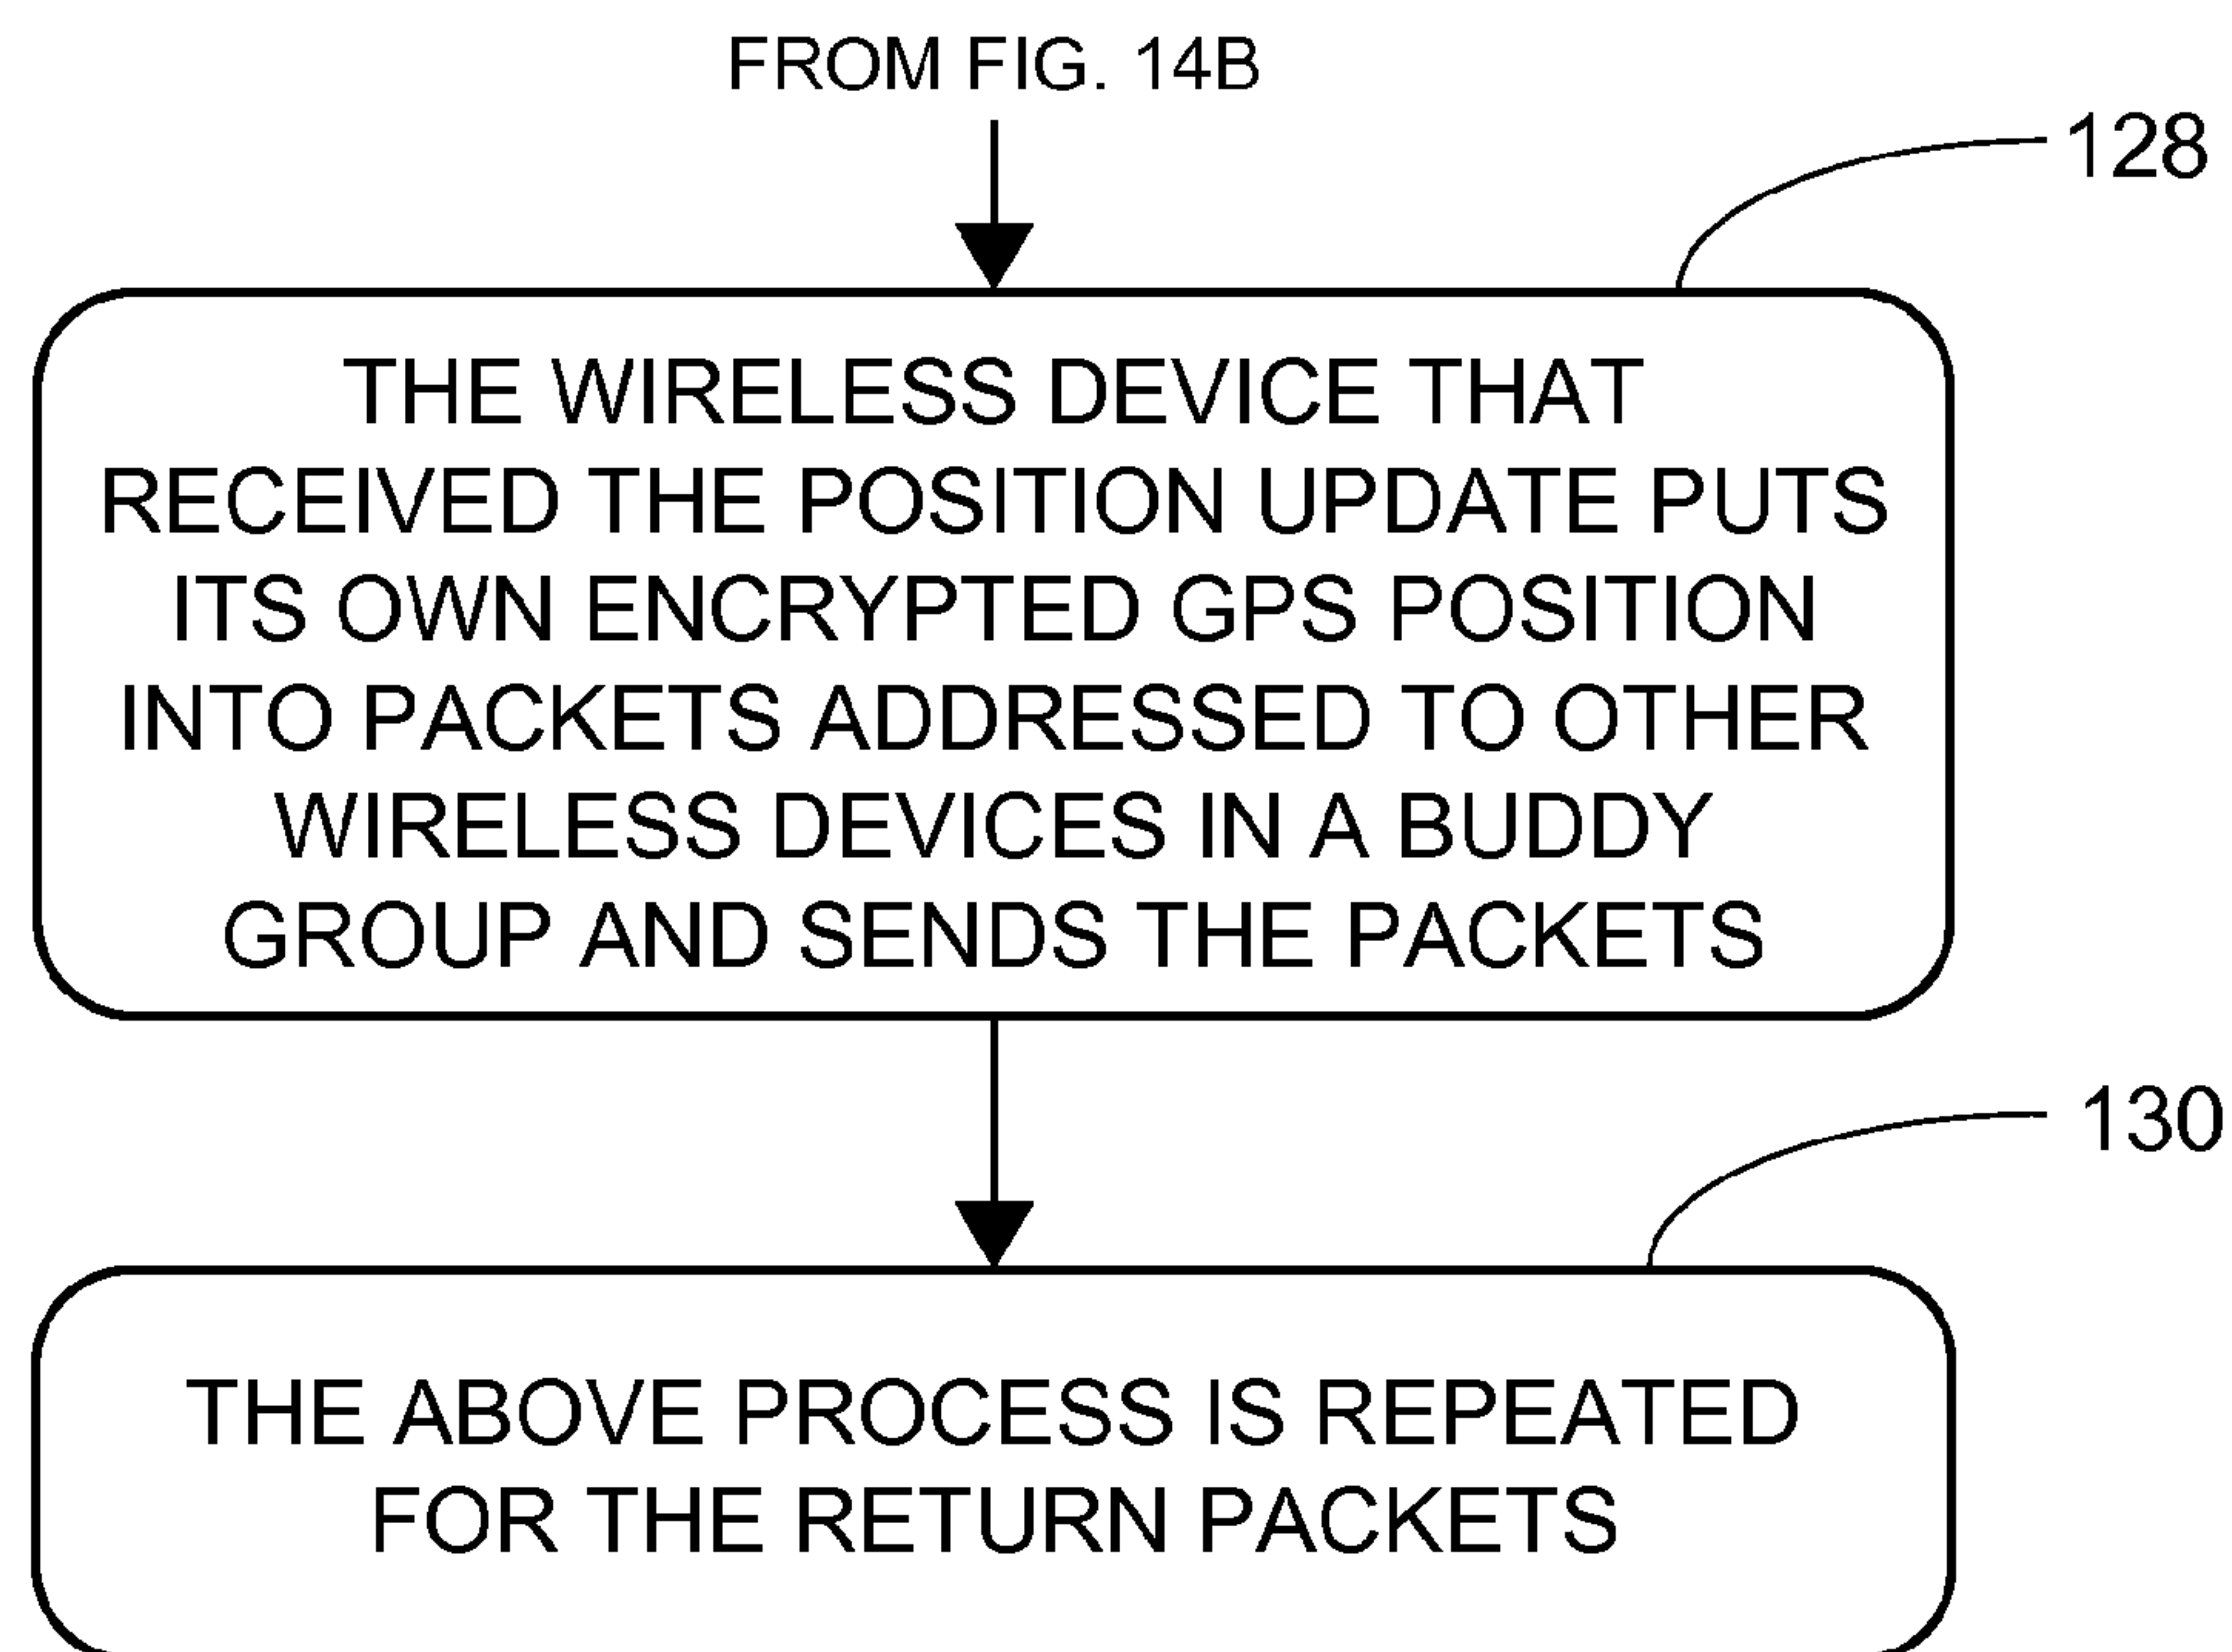 FROM FIG. 14B
128
THE WIRELESS DEVICE THAT
RECEIVED THE POSITION UPDATE PUTS
ITS OWN ENCRYPTED GPS POSITION
INTO PACKETS ADDRESSED TO OTHER
WIRELESS DEVICES IN A BUDDY
GROUP AND SENDS THE PACKETS
130
THE ABOVE PROCESS IS REPEATED
FOR THE RETURN PACKETS